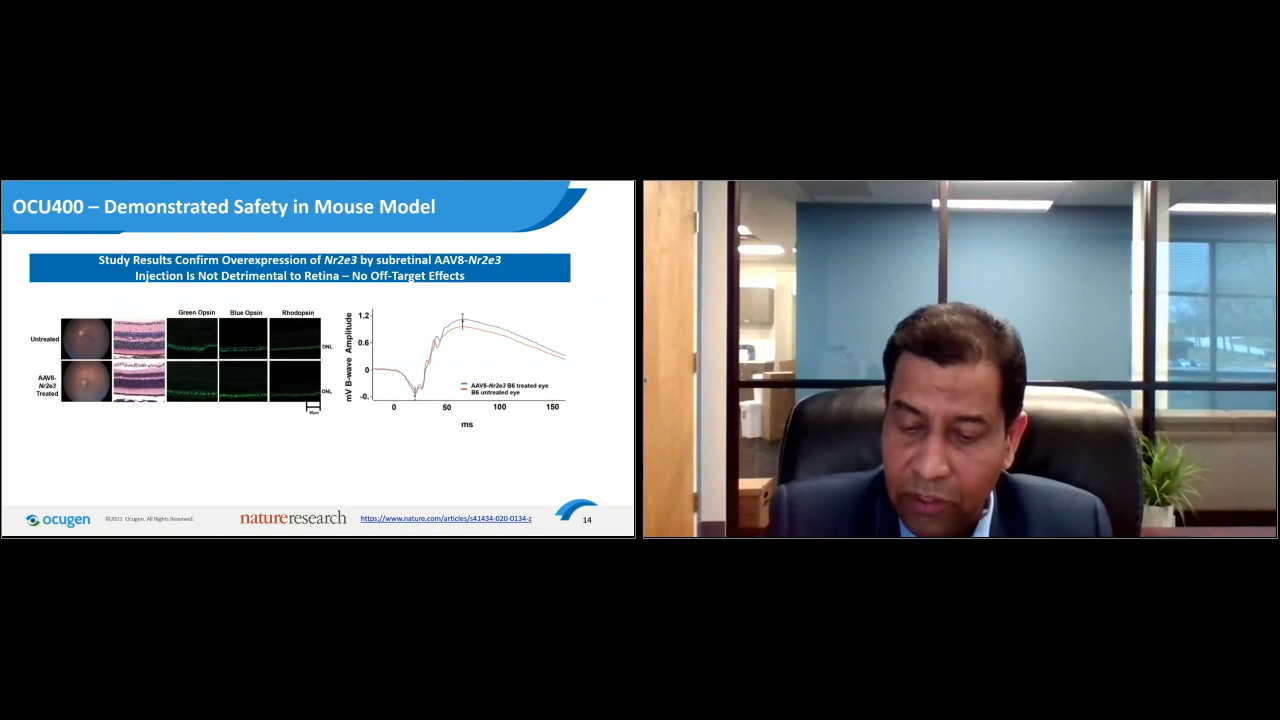 OCU400 – Demonstrated Safety in Mouse Model
Study Results Confirm Overexpression of Nr2e3 by subretinal AAV8-Nr2e3
Injection Is Not Detrimental to Retina – No Off-Target Effects
Green Opsin Blue Opsin Rhodopsin
Untreated
ONL
AAV8-
Nr2e3
Treated
ONL
mV B-wave Amplitude
1.2
0.6
0
-0.
0 50 100 150
ms
AAV8-Nr2e3 B6 treated eye
B6 untreated eye
ocugen
©2021 Ocugen. All Rights Reserved.
natureresearch
https://www.nature.com/articles/s41434-020-0134-z
14